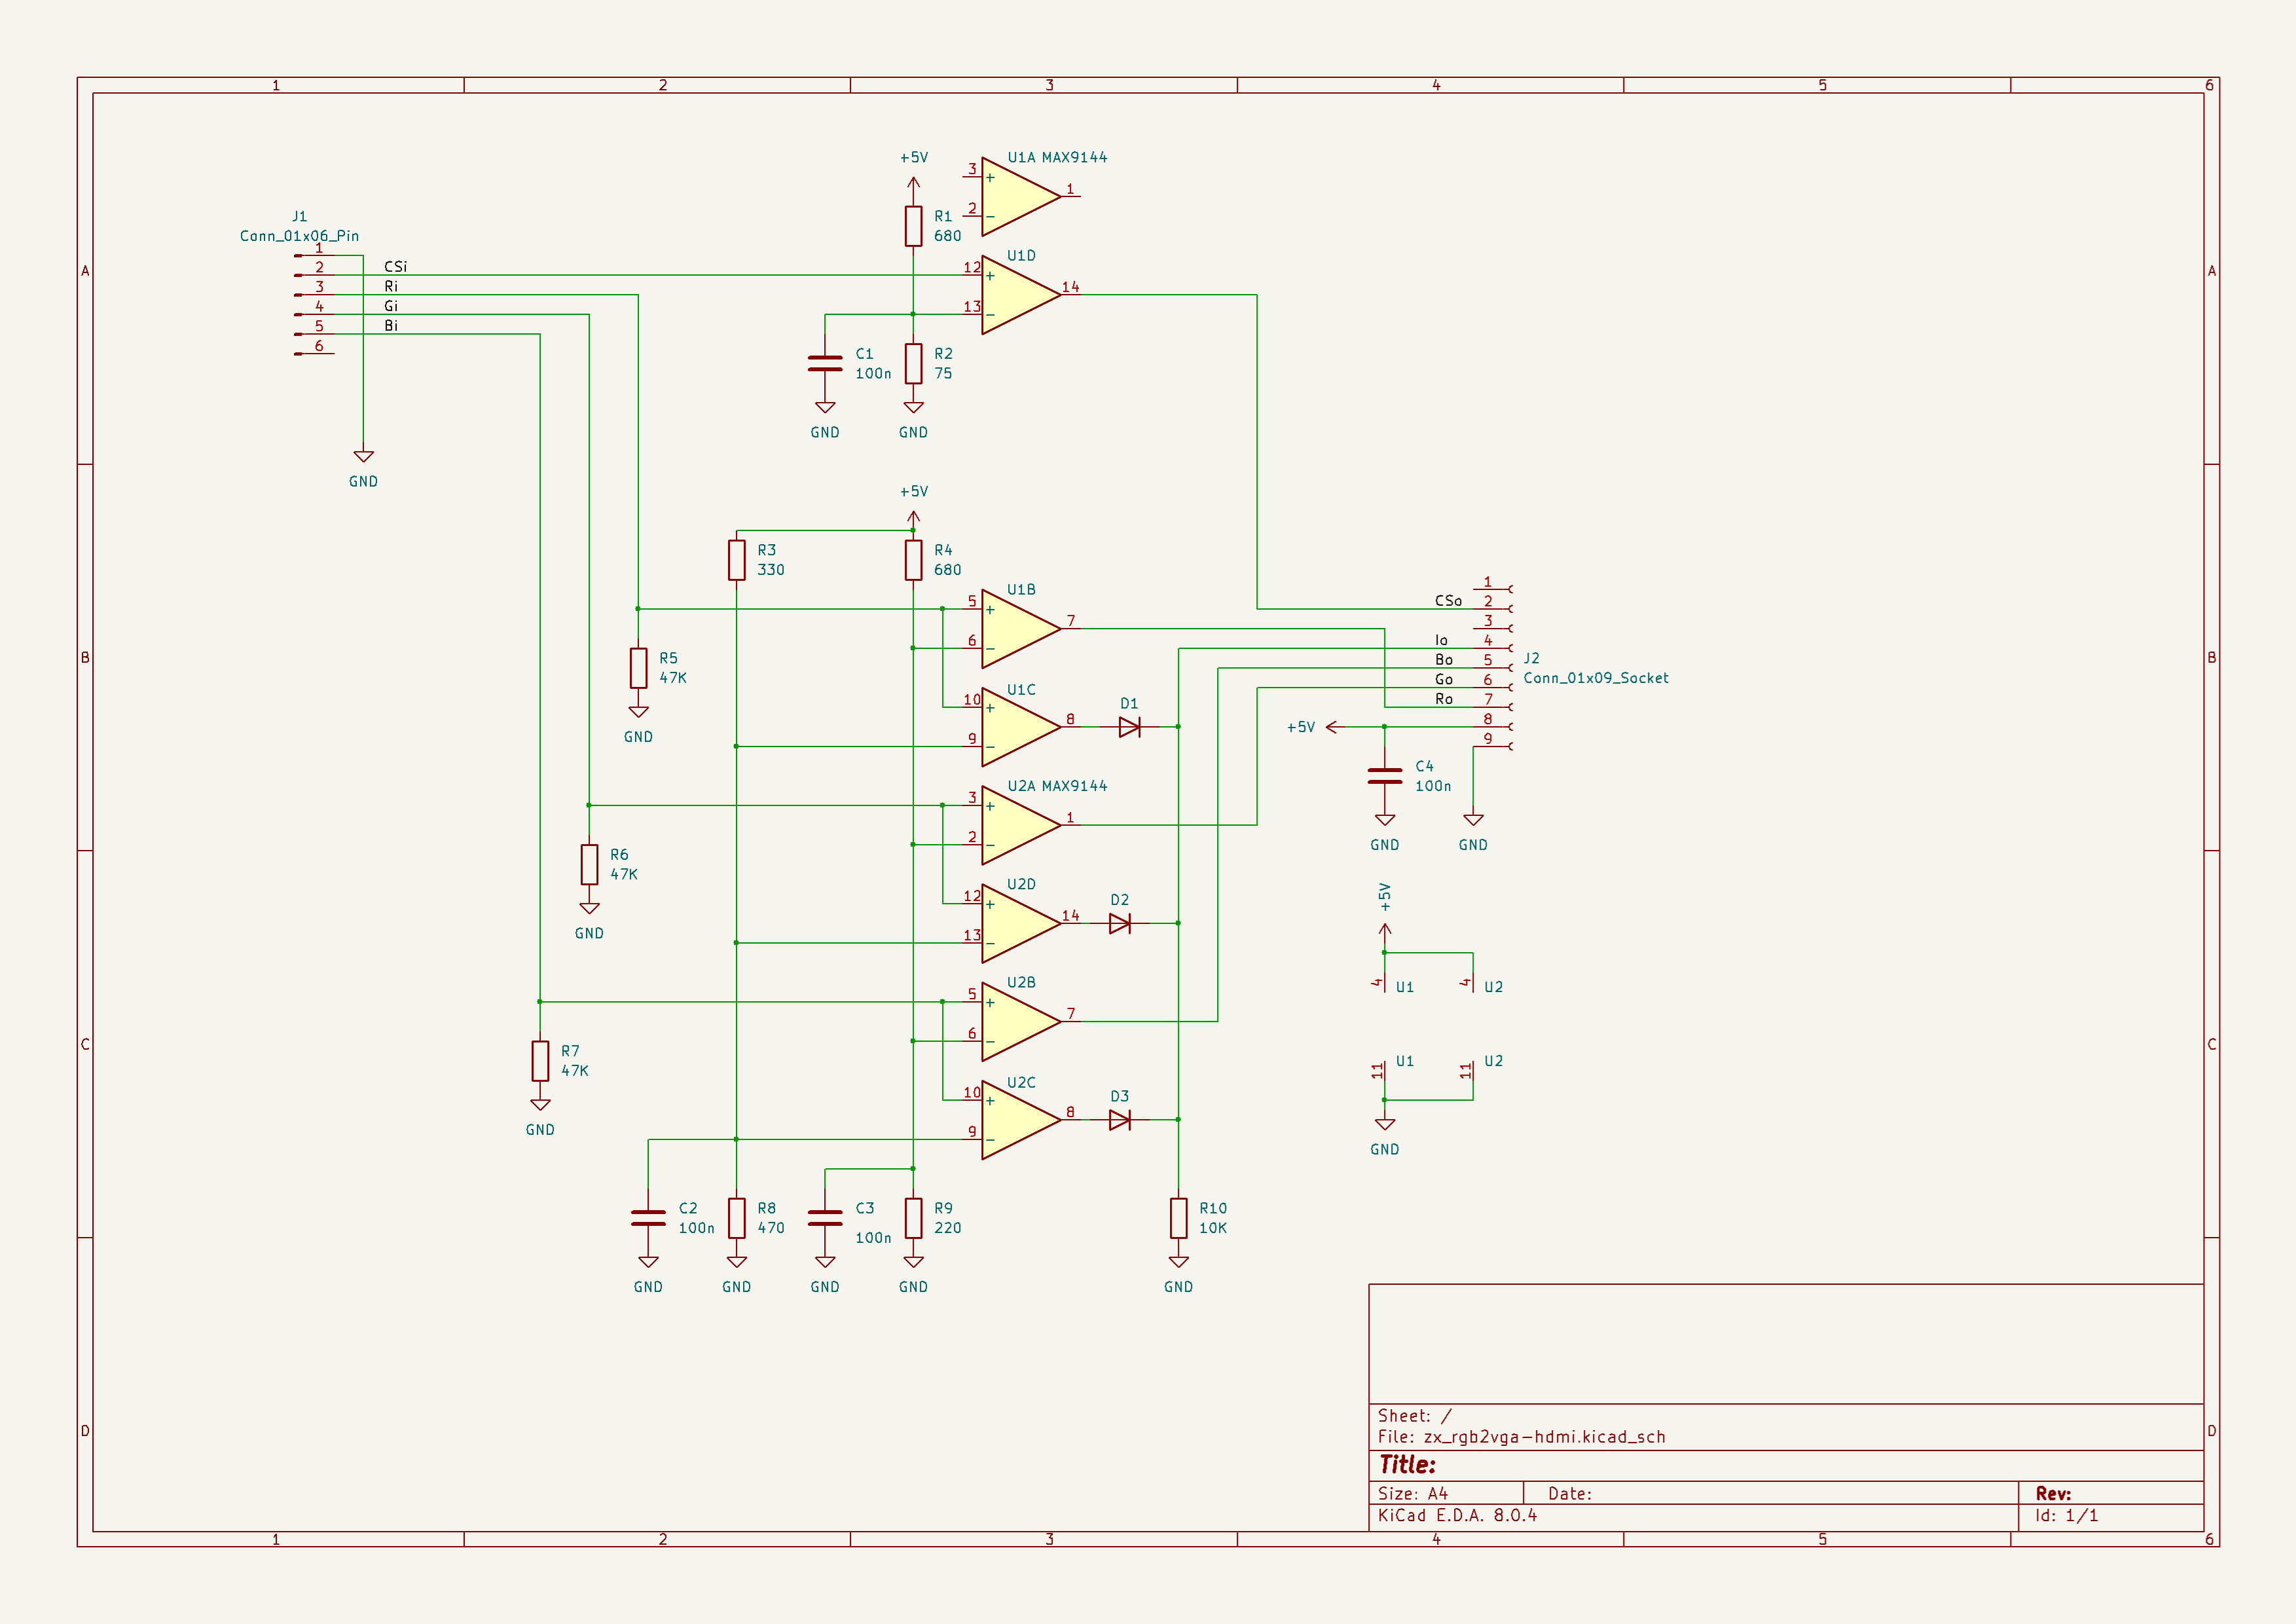 1 2 3 4 5 6
A A
B B
C C
D D
1 2 3 4 5 6
J1
Conn_01x06_Pin
1
2
3
4
5
6
CSi
Ri
Gi
Bi
GND
+5V
R1
680
3
+
2
−
U1A MAX9144
1
12
+
13
−
U1D
14
C1
100n
GND
R2
75
GND
+5V
R3
330
R4
680
R5
47K
GND
5
+
6
−
U1B
7
10
+
9
−
U1C
8
D1
R6
47K
GND
3
+
2
−
U2A MAX9144
1
12
+
13
−
U2D
14
D2
R7
47K
GND
5
+
6
−
U2B
7
10
+
9
−
U2C
8
D3
C2
100n
GND
R8
470
GND
C3
100n
GND
R9
220
GND
R10
10K
GND
1
CSo 2
3
Io 4
Bo 5
Go 6
Ro 7
8
9
J2
Conn_01x09_Socket
+5V
C4
100n
GND
GND
+5V
4 U1
4 U2
11 U1
11 U2
GND
Sheet: /
File: zx_rgb2vga-hdmi.kicad_sch
Title:
Size: A4 Date: Rev:
KiCad E.D.A. 8.0.4 Id: 1/1